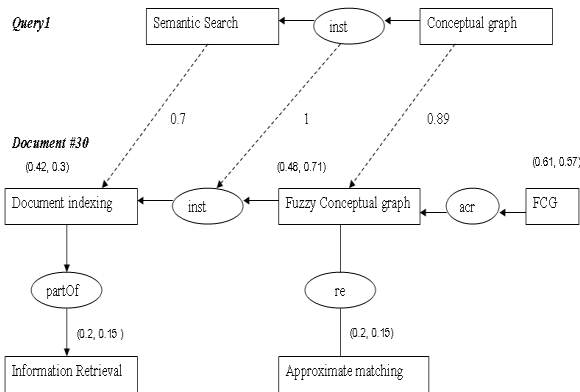 Query1
Semantic Search
inst
Conceptual graph
0.7
1
0.89
Document #30
(0.42, 0.3)
(0.48, 0.71)
(0.61, 0.57)
Document indexing
inst
Fuzzy Conceptual graph
acr
FCG
partOf
re
(0.2, 0.15 )
(0.2, 0.15)
Information Retrieval
Approximate matching